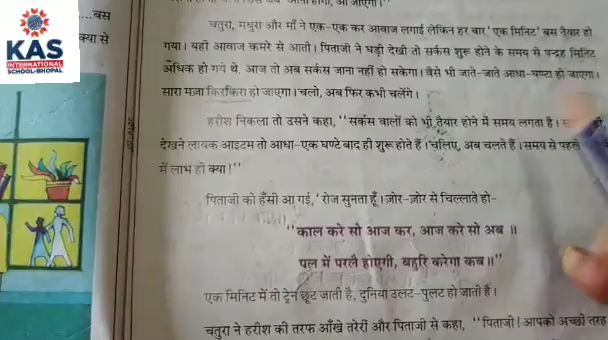 ....बस
क्या से
KAS
INTERNATIONAL
SCHOOL-BHOPAL
चतुरा, मधुरा और माँ ने एक-एक कर आवाज लगाई लेकिन हर बार 'एक मिनिट' बस तैयार हो
गया। यही आवाज कमरे से आती। पिताजी ने घड़ी देखी तो सर्कस शुरू होने के समय से पन्द्रह मिनिट
अधिक हो गये थे, आज तो अब सर्कस जाना नहीं हो सकेगा। वैसे भी जाते-जाते आधा-घण्टा हो जाएगा।
सारा मज़ा किरकिरा हो जाएगा। चलो, अब फिर कभी चलेंगे।
हरीश निकला तो उसने कहा, "सर्कस वालों को भी तैयार होने में समय लगता है।
देखने लायक आइटम तो आधा-एक घण्टे बाद ही शुरू होते हैं। चलिए, अब चलते हैं। समय से पहले
में लाभ ही क्या!"
पिताजी को हँसी आ गई, 'रोज सुनता हूँ। ज़ोर-ज़ोर से चिल्लाते हो-
"काल करे सो आज कर, आज करे सो अब ॥
पल में परलै होएगी, बहुरि करेगा कब॥"
एक मिनिट में तो ट्रेन छूट जाती है, दुनिया उलट-पुलट हो जाती है।
चतुरा ने हरीश की तरफ आँखें तरेरीं और पिताजी से कहा, "पिताजी! आपको अच्छी तरह